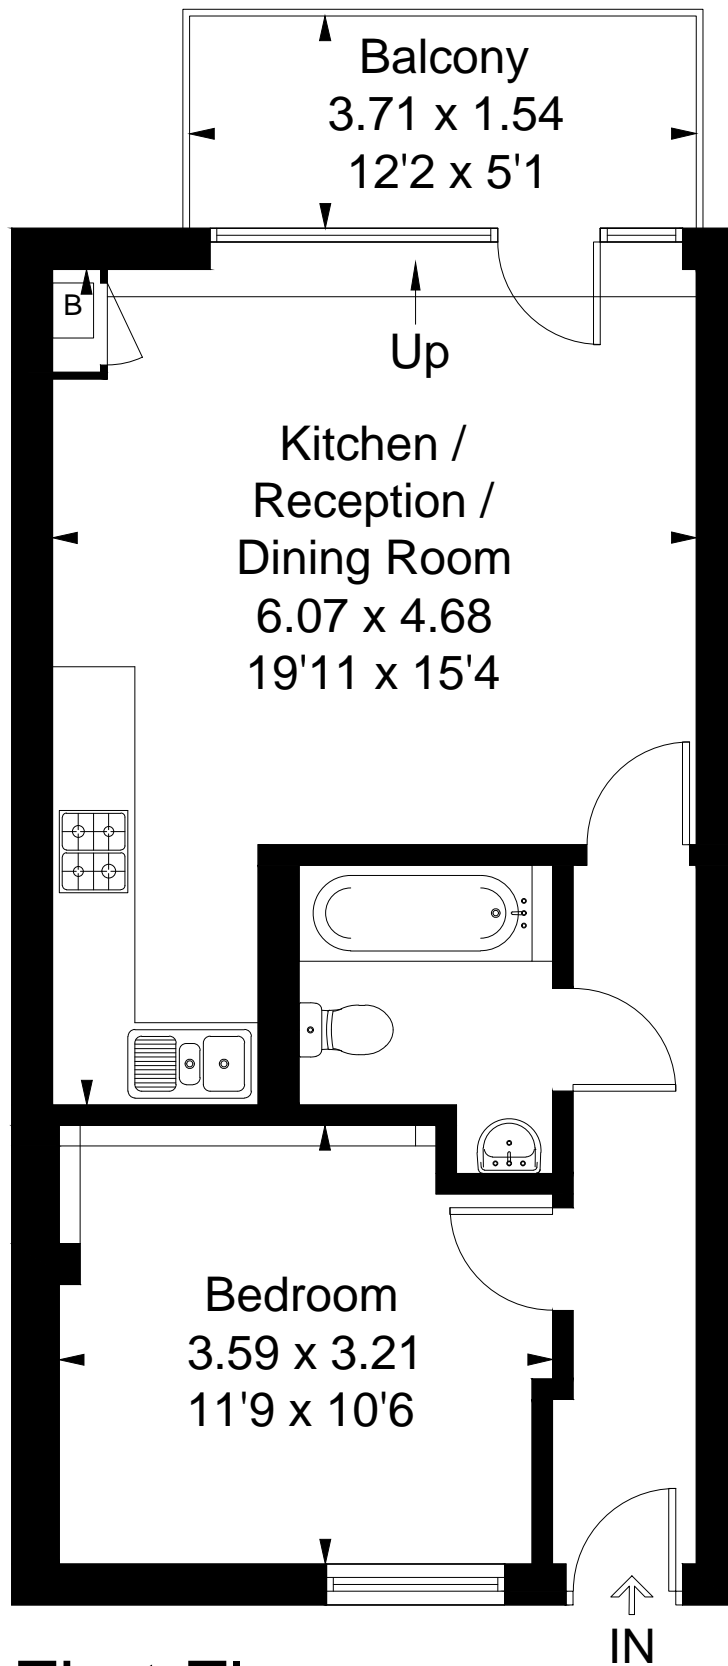 Balcony
3.71 x 1.54
12'2 x 5'1
B
Up
Kitchen /
Reception /
Dining Room
6.07 x 4.68
19'11 x 15'4
Bedroom
3.59 x 3.21
11'9 x 10'6
IN